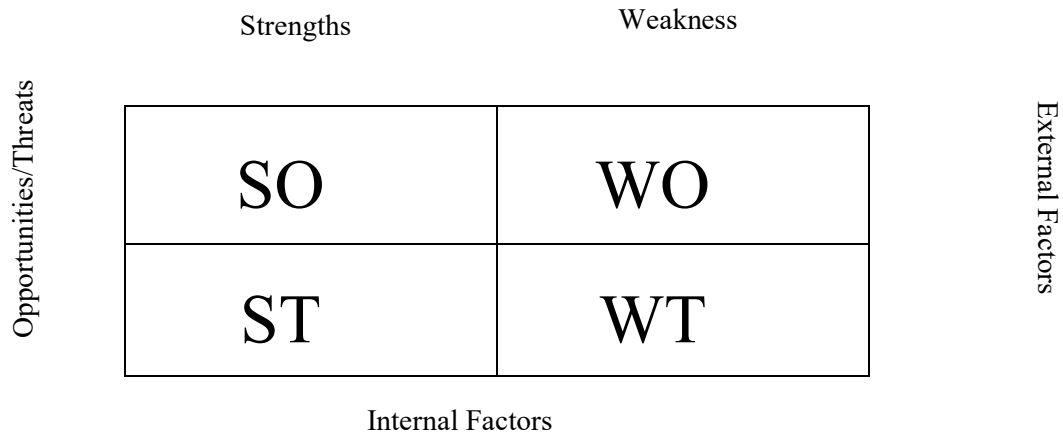 Strengths
Weakness
Opportunities/Threats
SO
WO
External Factors
ST
WT
Internal Factors